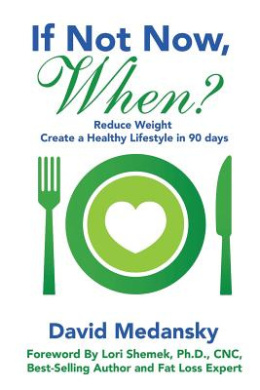 If Not Now,
When?
Reduce Weight
Create a Healthy Lifestyle in 90 days
David Medansky
Foreword By Lori Shemek, Ph.D., CNC,
Best-Selling Author and Fat Loss Expert